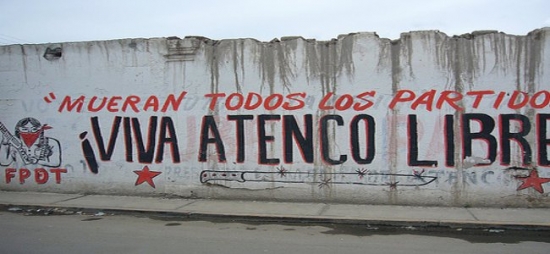 "MUERAN TODOS LOS PARTIDO
¡VIVA ATENCO LIBRE
FPDT